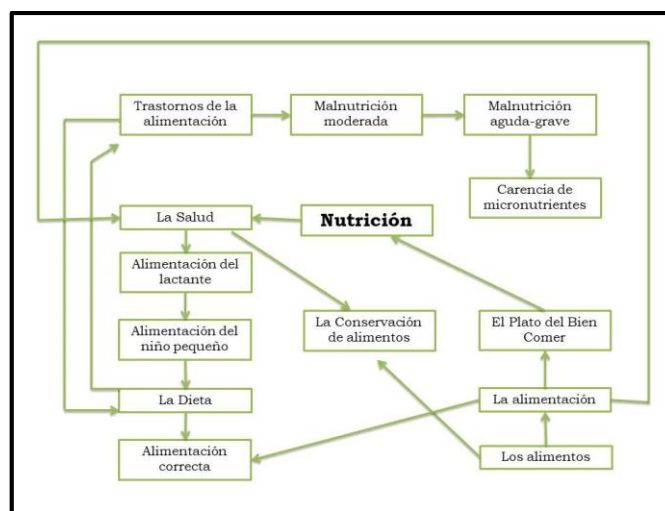 Trastornos de la
alimentación
Malnutrición
moderada
Malnutrición
aguda-grave
Carencia de
micronutrientes
La Salud
Nutrición
Alimentación del
lactante
Alimentación del
niño pequeño
La Conservación
de alimentos
El Plato del Bien
Comer
La Dieta
La alimentación
Alimentación
correcta
Los alimentos